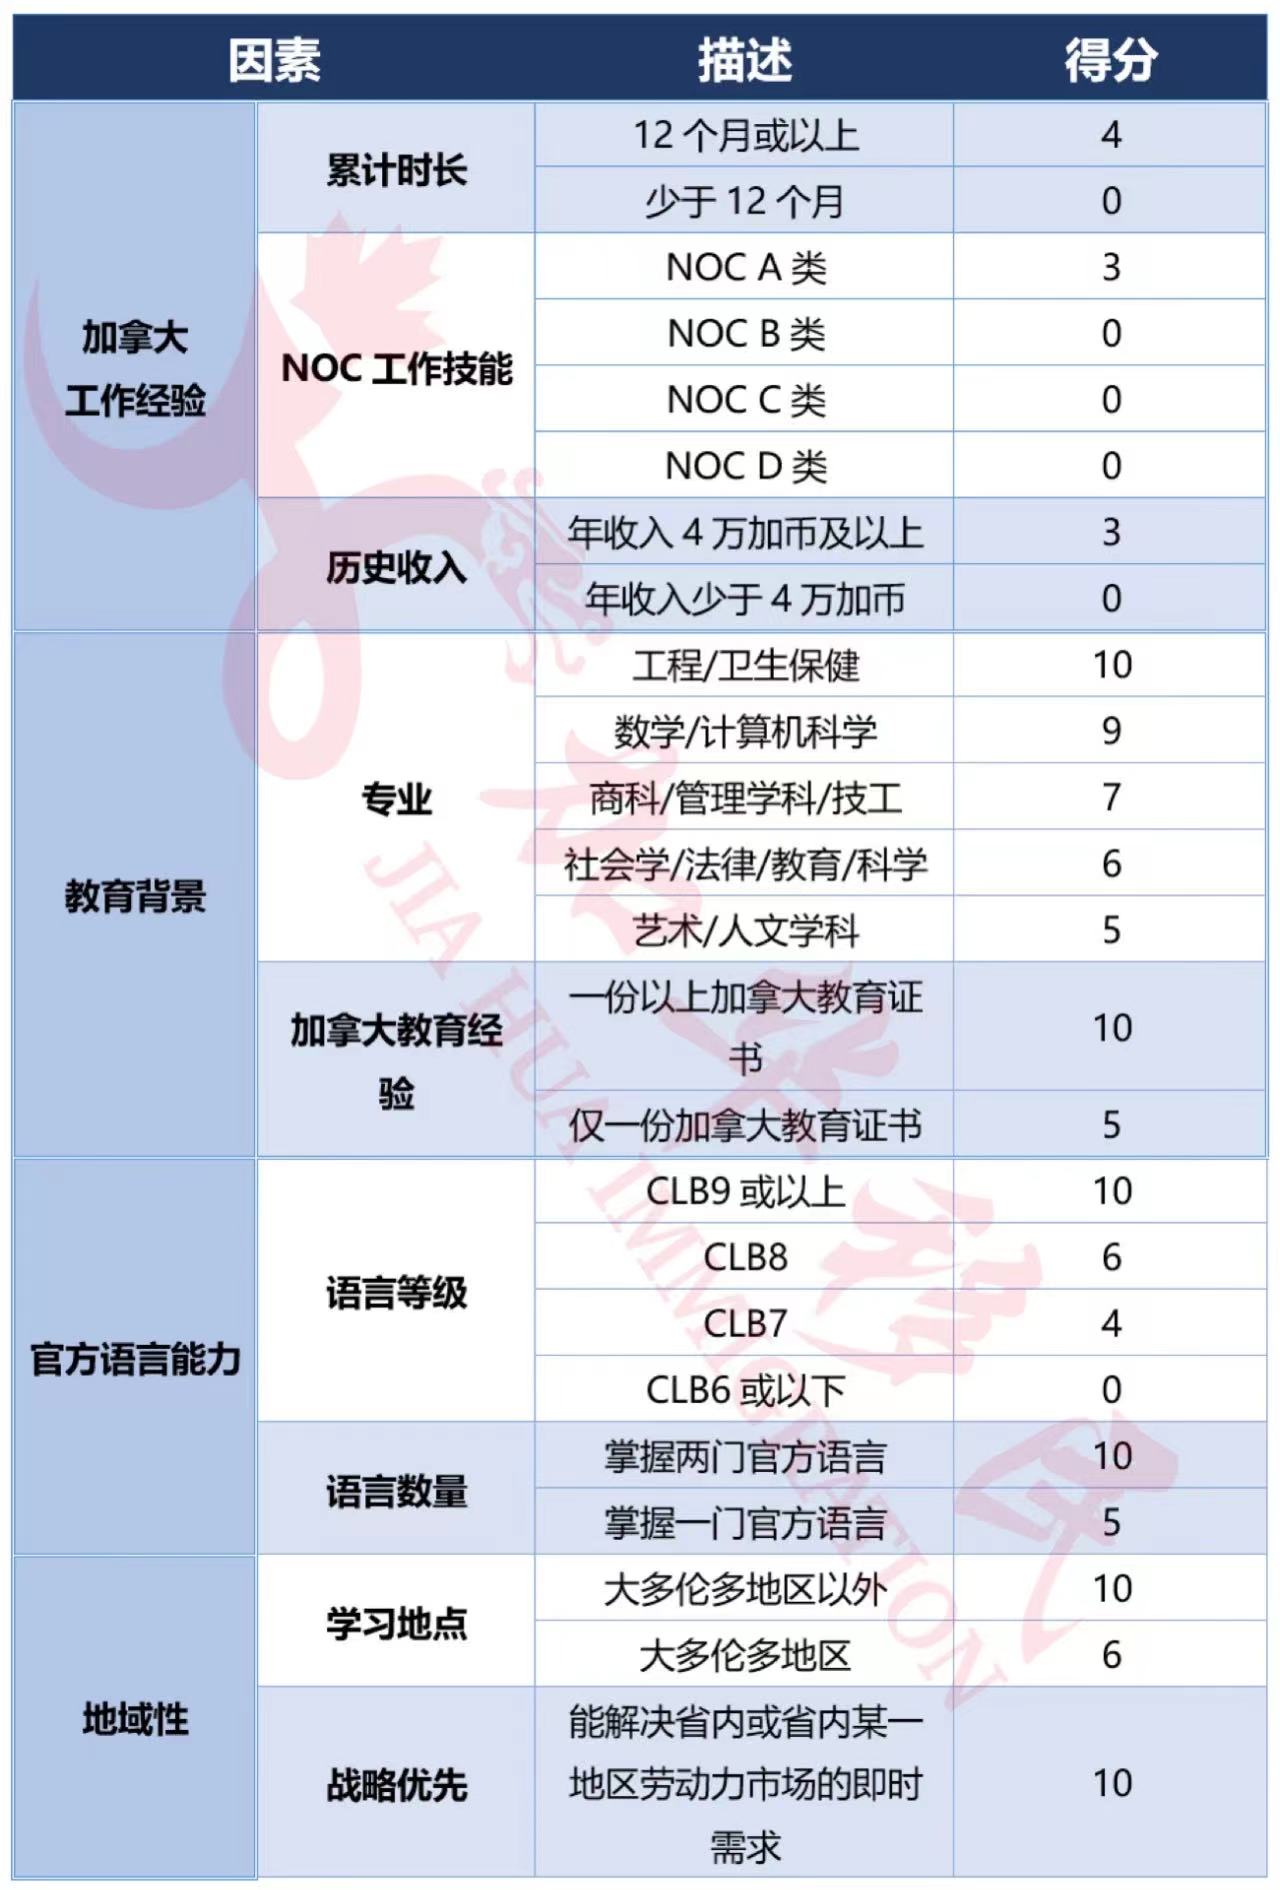 因素 描述 得分
加拿大
工作经验
累计时长
12 个月或以上 4
少于 12 个月 0
NOC 工作技能
NOC A 类 3
NOC B 类 0
NOC C 类 0
NOC D 类 0
历史收入
年收入 4 万加币及以上 3
年收入少于 4 万加币 0
教育背景
专业
工程/卫生保健 10
数学/计算机科学 9
商科/管理学科/技工 7
社会学/法律/教育/科学 6
艺术/人文学科 5
加拿大教育经
验
一份以上加拿大教育证
书
10
仅一份加拿大教育证书 5
官方语言能力
语言等级
CLB9 或以上 10
CLB8 6
CLB7 4
CLB6 或以下 0
语言数量
掌握两门官方语言 10
掌握一门官方语言 5
地域性
学习地点
大多伦多地区以外 10
大多伦多地区 6
战略优先
能解决省内或省内某一
地区劳动力市场的即时
需求
10
加华移民
JIA HUA IMMIGRATION